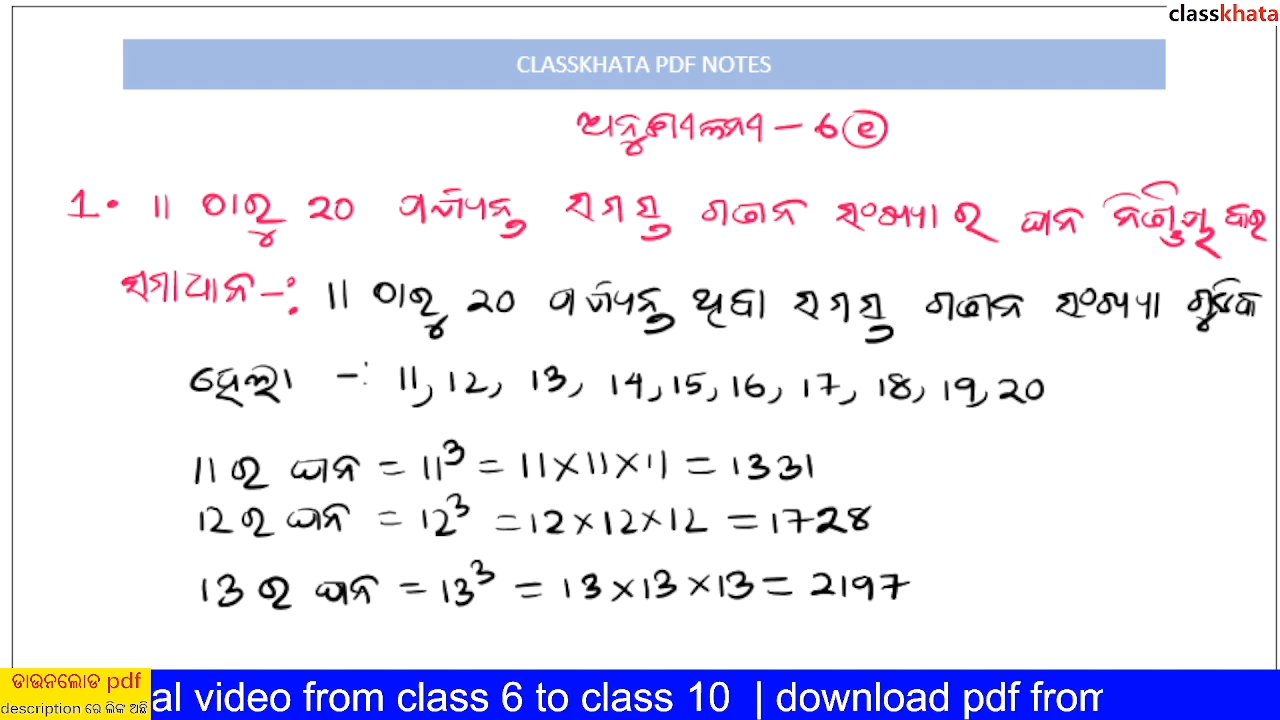 classkhata
CLASSKHATA PDF NOTES
ଅନୁଶୀଳନୀ - 6 (e)
1. 11 ଠାରୁ 20 ପର୍ଯ୍ୟନ୍ତ ସମସ୍ତ ଗଣନ ସଂଖ୍ୟା ର ଘନ ନିର୍ଣ୍ଣୟ କର
ସମାଧାନ -: 11 ଠାରୁ 20 ପର୍ଯ୍ୟନ୍ତ ଥିବା ସମସ୍ତ ଗଣନ ସଂଖ୍ୟା ଗୁଡିକ
ହେଲା -: 11, 12, 13, 14, 15, 16, 17, 18, 19, 20
11 ର ଘନ = 11³ = 11 × 11 × 11 = 1331
12 ର ଘନ = 12³ = 12 × 12 × 12 = 1728
13 ର ଘନ = 13³ = 13 × 13 × 13 = 2197
ଡାଉନଲୋଡ pdf
description ରେ ଲିଙ୍କ ଅଛି
al video from class 6 to class 10 | download pdf from